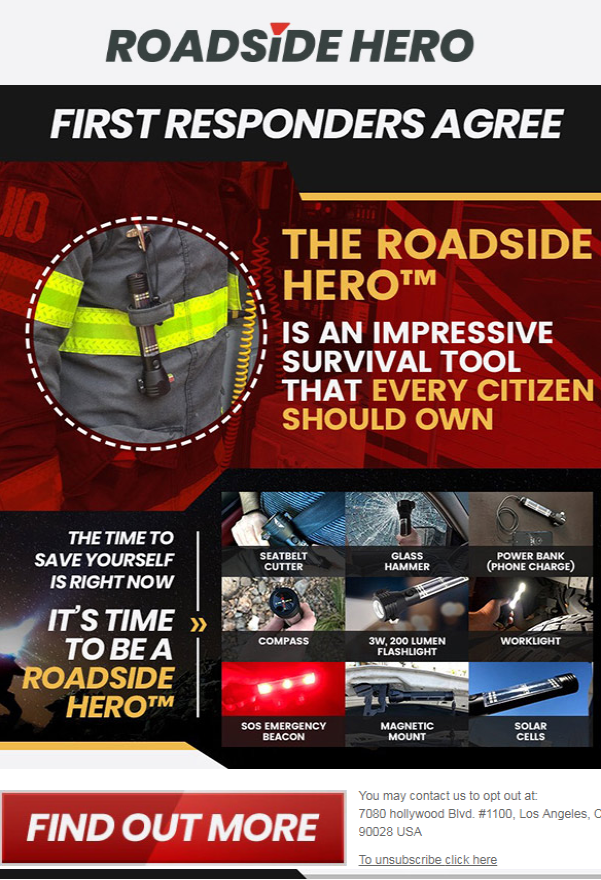 ROADSiDE HERO
FIRST RESPONDERS AGREE
THE ROADSIDE
HERO™
IS AN IMPRESSIVE
SURVIVAL TOOL
THAT EVERY CITIZEN
SHOULD OWN
THE TIME TO
SAVE YOURSELF
IS RIGHT NOW
IT'S TIME
TO BE A
ROADSIDE
HERO™
»
SEATBELT
CUTTER
GLASS
HAMMER
POWER BANK
(PHONE CHARGE)
COMPASS
3W, 200 LUMEN
FLASHLIGHT
WORKLIGHT
SOS EMERGENCY
BEACON
MAGNETIC
MOUNT
SOLAR
CELLS
FIND OUT MORE
You may contact us to opt out at:
7080 hollywood Blvd. #1100, Los Angeles,
90028 USA
To unsubscribe click here